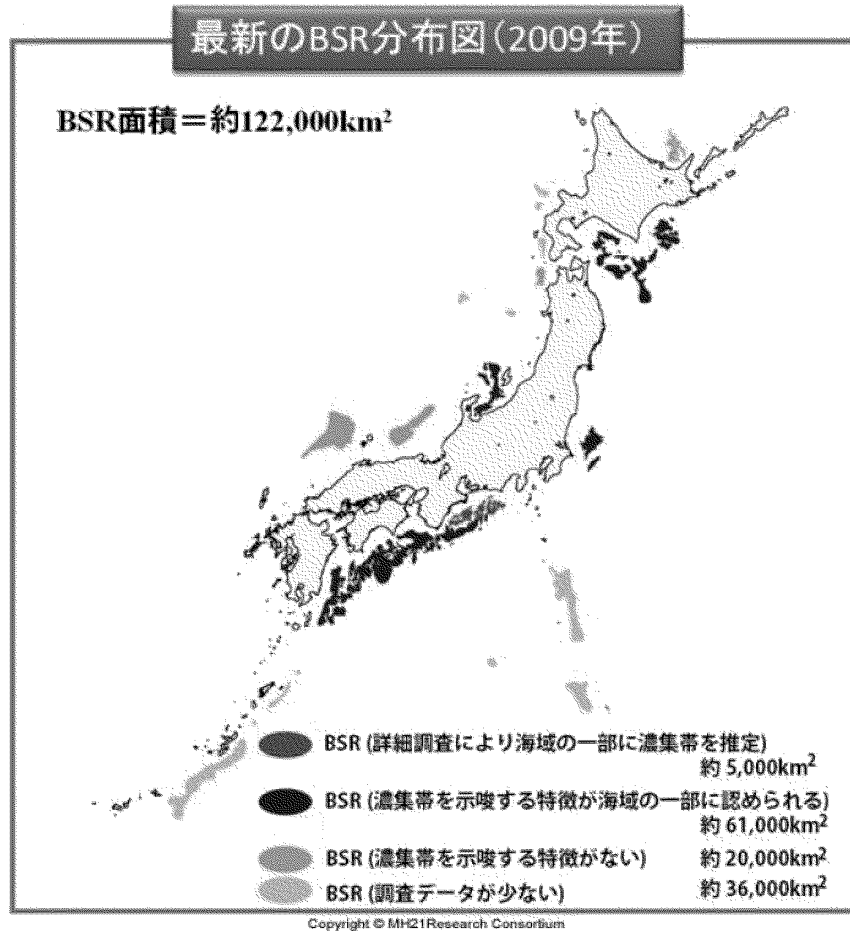 最新のBSR分布図(2009年)
BSR面積＝約122,000km²
BSR (詳細調査により海域の一部に濃集帯を推定)
約 5,000km²
BSR (濃集帯を示唆する特徴が海域の一部に認められる)
約 61,000km²
BSR (濃集帯を示唆する特徴がない) 約 20,000km²
BSR (調査データが少ない) 約 36,000km²
Copyright © MH21Research Consortium